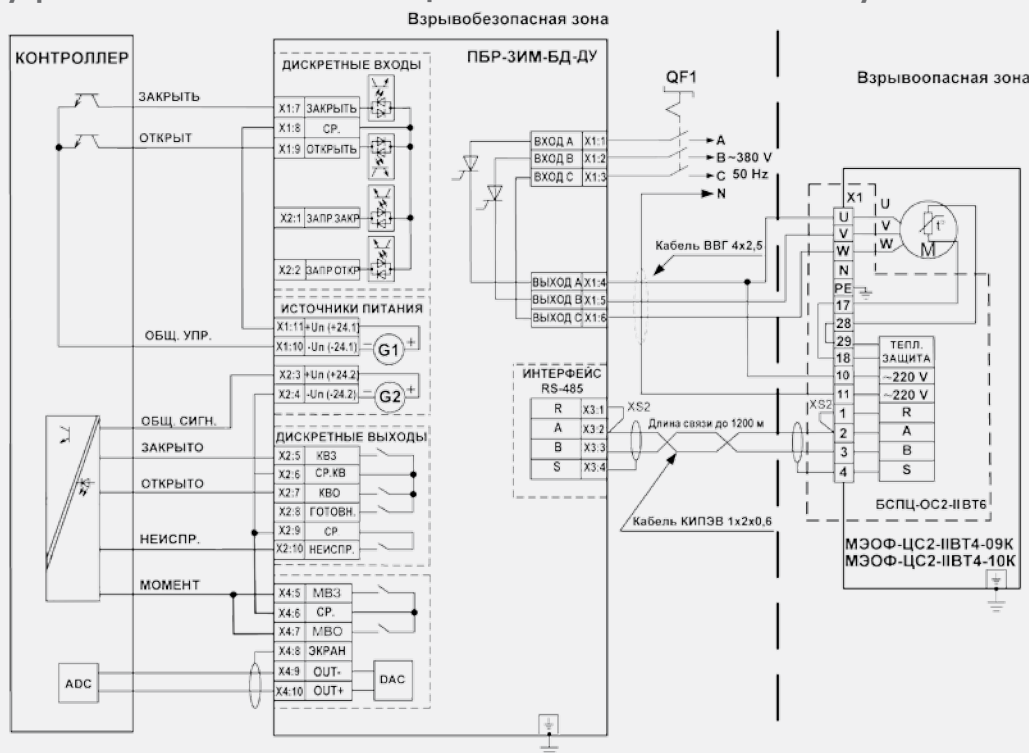 Взрывобезопасная зона
КОНТРОЛЛЕР
ЗАКРЫТЬ
ОТКРЫТ
ОБЩ. УПР.
ОБЩ. СИГН.
ЗАКРЫТО
ОТКРЫТО
НЕИСПР.
МОМЕНТ
ADC
ПБР-3ИМ-БД-ДУ
ДИСКРЕТНЫЕ ВХОДЫ
X1:7 ЗАКРЫТЬ
X1:8 СР.
X1:9 ОТКРЫТЬ
X2:1 ЗАПР ЗАКР
X2:2 ЗАПР ОТКР
ИСТОЧНИКИ ПИТАНИЯ
X1:11 +Uп (+24.1)
X1:10 -Uп (-24.1)
− G1 +
X2:3 +Uп (+24.2)
X2:4 -Uп (-24.2)
− G2 +
ДИСКРЕТНЫЕ ВЫХОДЫ
X2:5 КВЗ
X2:6 СР.КВ
X2:7 КВО
X2:8 ГОТОВН.
X2:9 СР
X2:10 НЕИСПР.
X4:5 МВЗ
X4:6 СР.
X4:7 МВО
X4:8 ЭКРАН
X4:9 OUT-
X4:10 OUT+
DAC
ВХОД А X1:1
ВХОД В X1:2
ВХОД С X1:3
ВЫХОД А X1:4
ВЫХОД В X1:5
ВЫХОД С X1:6
ИНТЕРФЕЙС
RS-485
R X3:1
A X3:2
B X3:3
S X3:4
QF1
A
B ~380 V
C 50 Hz
N
Кабель ВВГ 4х2,5
XS2
Длина связи до 1200 м
Кабель КИПЭВ 1х2х0,6
Взрывоопасная зона
X1
U U
V V
W W
N
PE
M
t°
17
28
29
18
ТЕПЛ.
ЗАЩИТА
10 ~220 V
11 ~220 V
XS2
1 R
2 A
3 B
4 S
БСПЦ-ОС2-IIВТ6
МЭОФ-ЦС2-IIВТ4-09К
МЭОФ-ЦС2-IIВТ4-10К